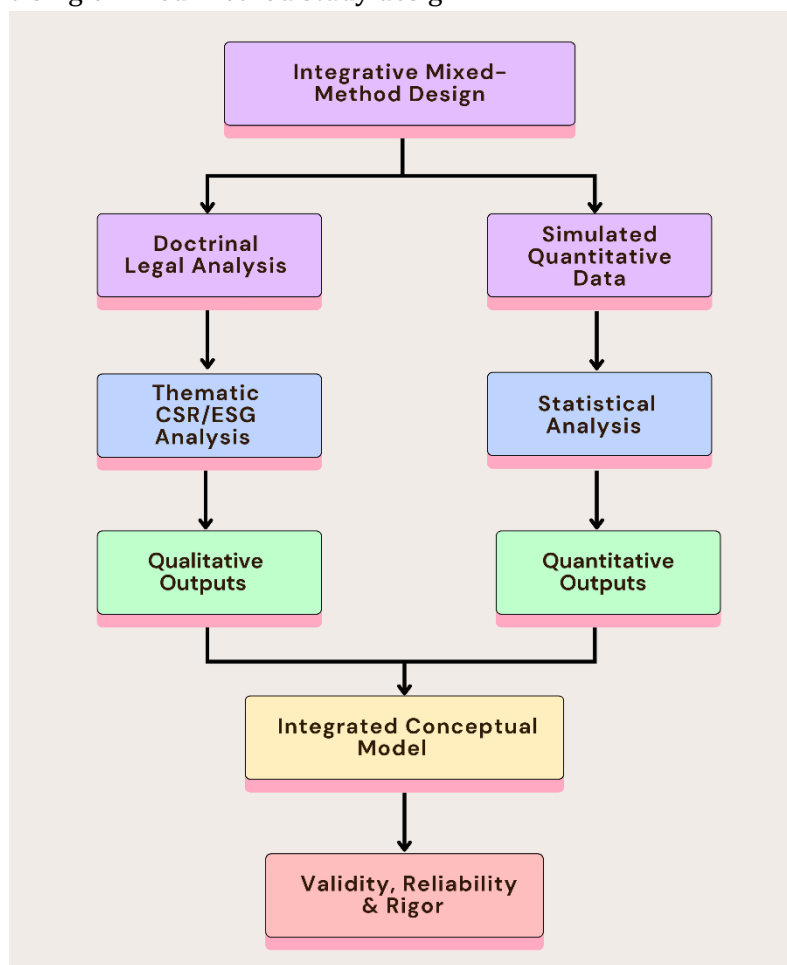 Integrative Mixed-
Method Design
Doctrinal
Legal Analysis
Simulated
Quantitative
Data
Thematic
CSR/ESG
Analysis
Statistical
Analysis
Qualitative
Outputs
Quantitative
Outputs
Integrated Conceptual
Model
Validity, Reliability
& Rigor